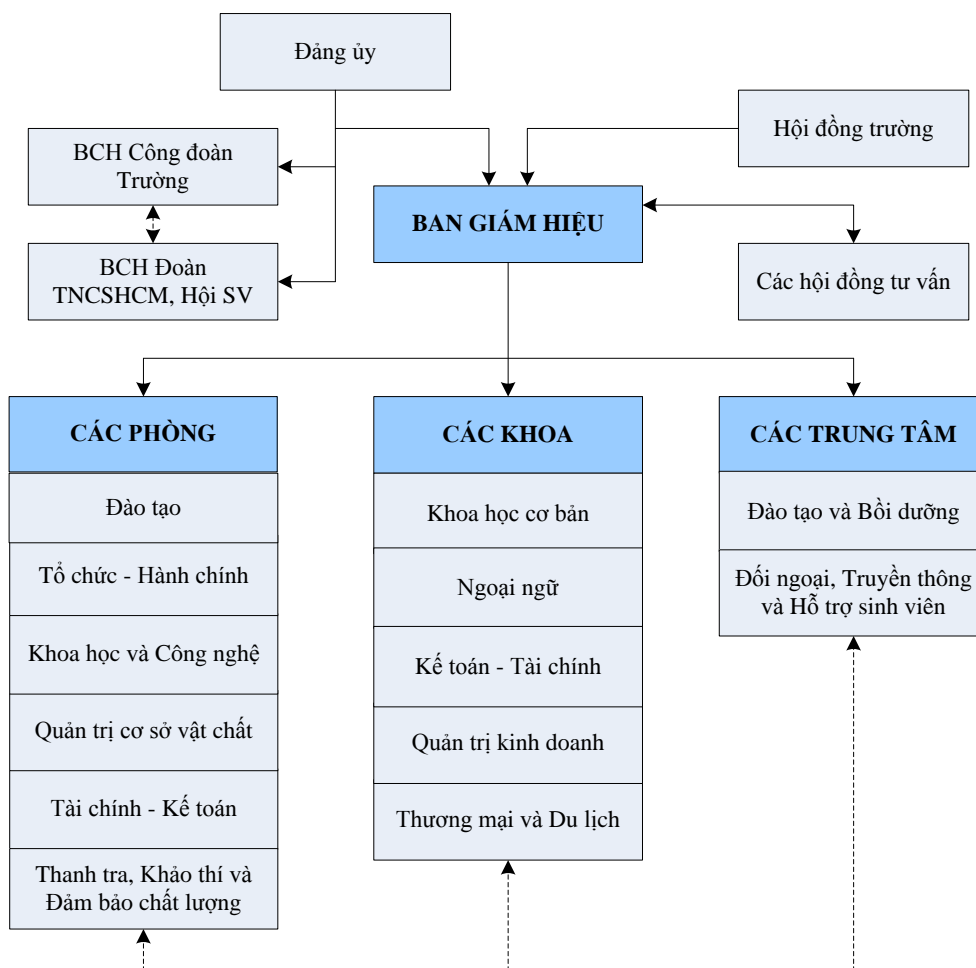 Đảng ủy
Hội đồng trường
BCH Công đoàn
Trường
BAN GIÁM HIỆU
BCH Đoàn
TNCSHCM, Hội SV
Các hội đồng tư vấn
CÁC PHÒNG
Đào tạo
Tổ chức - Hành chính
Khoa học và Công nghệ
Quản trị cơ sở vật chất
Tài chính - Kế toán
Thanh tra, Khảo thí và
Đảm bảo chất lượng
CÁC KHOA
Khoa học cơ bản
Ngoại ngữ
Kế toán - Tài chính
Quản trị kinh doanh
Thương mại và Du lịch
CÁC TRUNG TÂM
Đào tạo và Bồi dưỡng
Đối ngoại, Truyền thông
và Hỗ trợ sinh viên